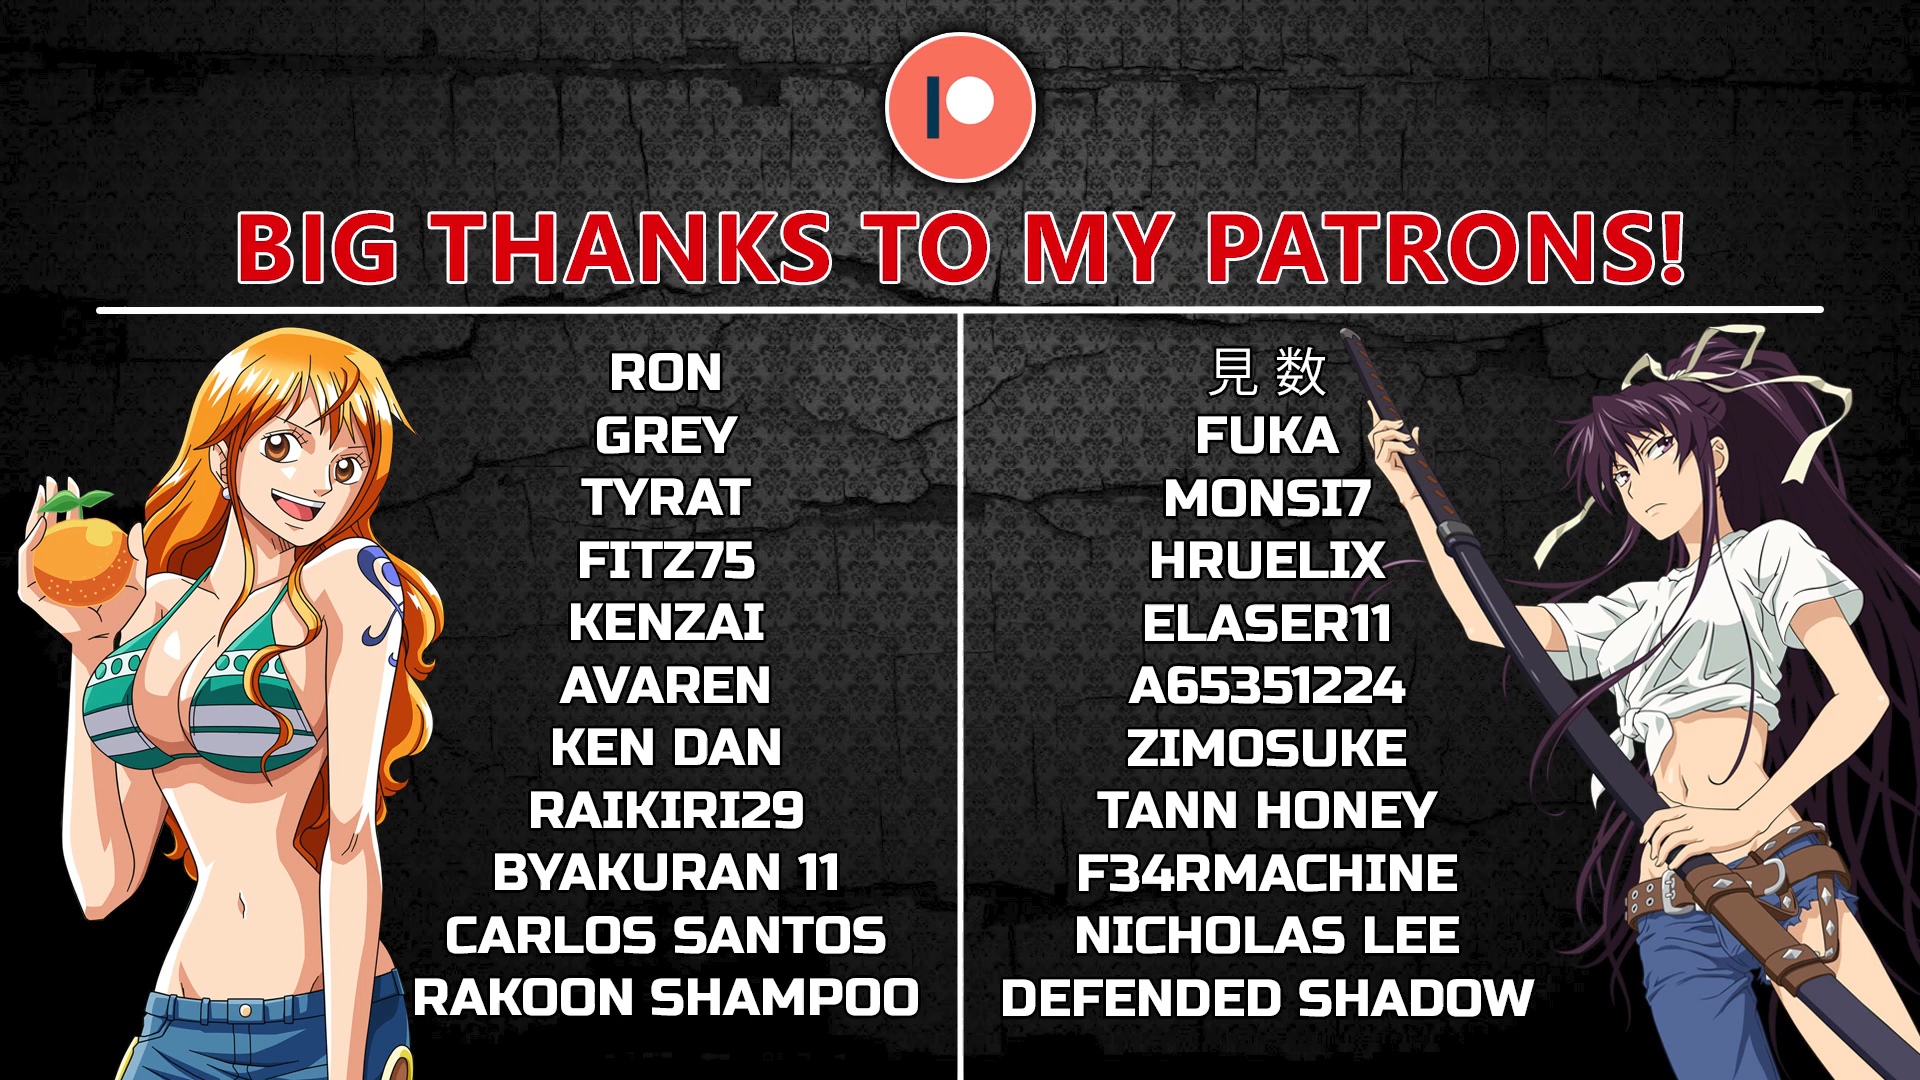 BIG THANKS TO MY PATRONS!
RON
GREY
TYRAT
FITZ75
KENZAI
AVAREN
KEN DAN
RAIKIRI29
BYAKURAN 11
CARLOS SANTOS
RAKOON SHAMPOO
見 数
FUKA
MONSI7
HRUELIX
ELASER11
A65351224
ZIMOSUKE
TANN HONEY
F34RMACHINE
NICHOLAS LEE
DEFENDED SHADOW